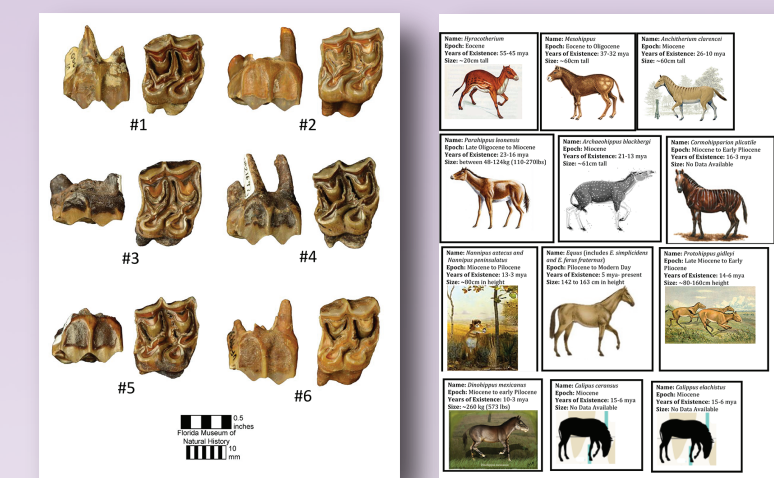 #1
#2
#3
#4
#5
#6
0.5
inches
Florida Museum of
Natural History
10
mm
Name: Hyracotherium
Epoch: Eocene
Years of Existence: 55-45 mya
Size: ~20cm tall
Name: Mesohippus
Epoch: Eocene to Oligocene
Years of Existence: 37-32 mya
Size: ~60cm tall
Name: Anchitherium clarencei
Epoch: Miocene
Years of Existence: 26-10 mya
Size: ~60cm tall
Name: Parahippus leonensis
Epoch: Late Oligocene to Miocene
Years of Existence: 23-16 mya
Size: between 48-124kg (110-270lbs)
Name: Archaeohippus blackbergi
Epoch: Miocene
Years of Existence: 21-13 mya
Size: ~61cm tall
Name: Cormohipparion plicatile
Epoch: Miocene to Early Pliocene
Years of Existence: 16-3 mya
Size: No Data Available
Name: Nannipus aztecus and
Nannipus peninsulatus
Epoch: Miocene to Pilocene
Years of Existence: 13-3 mya
Size: ~80cm in height
Name: Equus (includes E. simplicidens
and E. ferus fraternus)
Epoch: Pilocene to Modern Day
Years of Existence: 5 mya- present
Size: 142 to 163 cm in height
Name: Protohippus gidleyi
Epoch: Late Miocene to Early
Pliocene
Years of Existence: 14-6 mya
Size: ~80-160cm height
Name: Dinohippus mexicanus
Epoch: Miocene to early Pilocene
Years of Existence: 10-3 mya
Size: ~260 kg (573 lbs)
Name: Calipus cerasnus
Epoch: Miocene
Years of Existence: 15-6 mya
Size: No Data Available
Name: Calippus elachistus
Epoch: Miocene
Years of Existence: 15-6 mya
Size: No Data Available